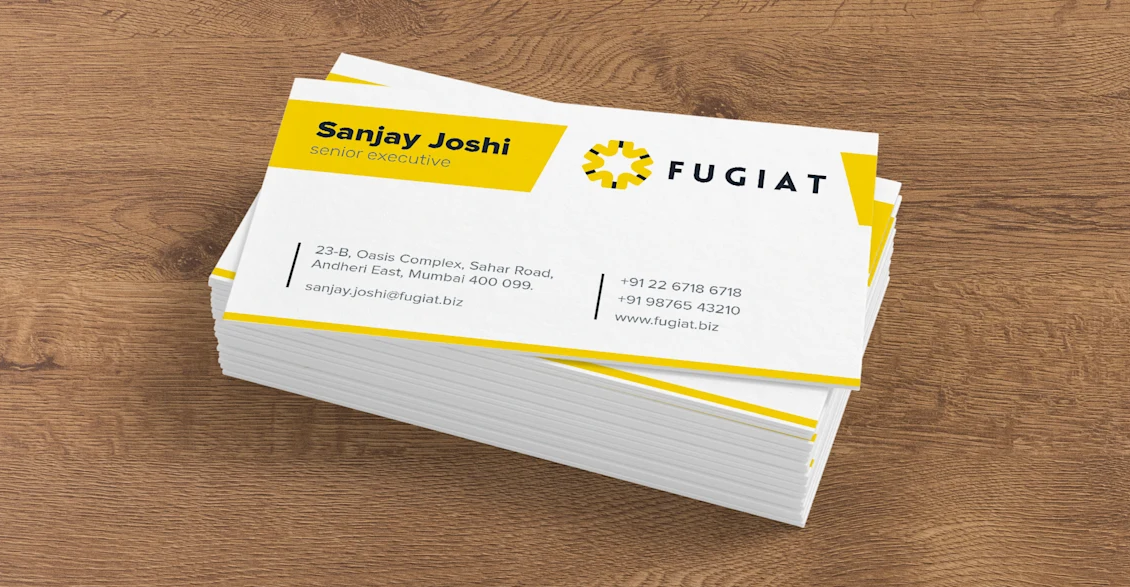 Sanjay Joshi
senior executive
FUGIAT
23-B, Oasis Complex, Sahar Road,
Andheri East, Mumbai 400 099.
sanjay.joshi@fugiat.biz
+91 22 6718 6718
+91 98765 43210
www.fugiat.biz